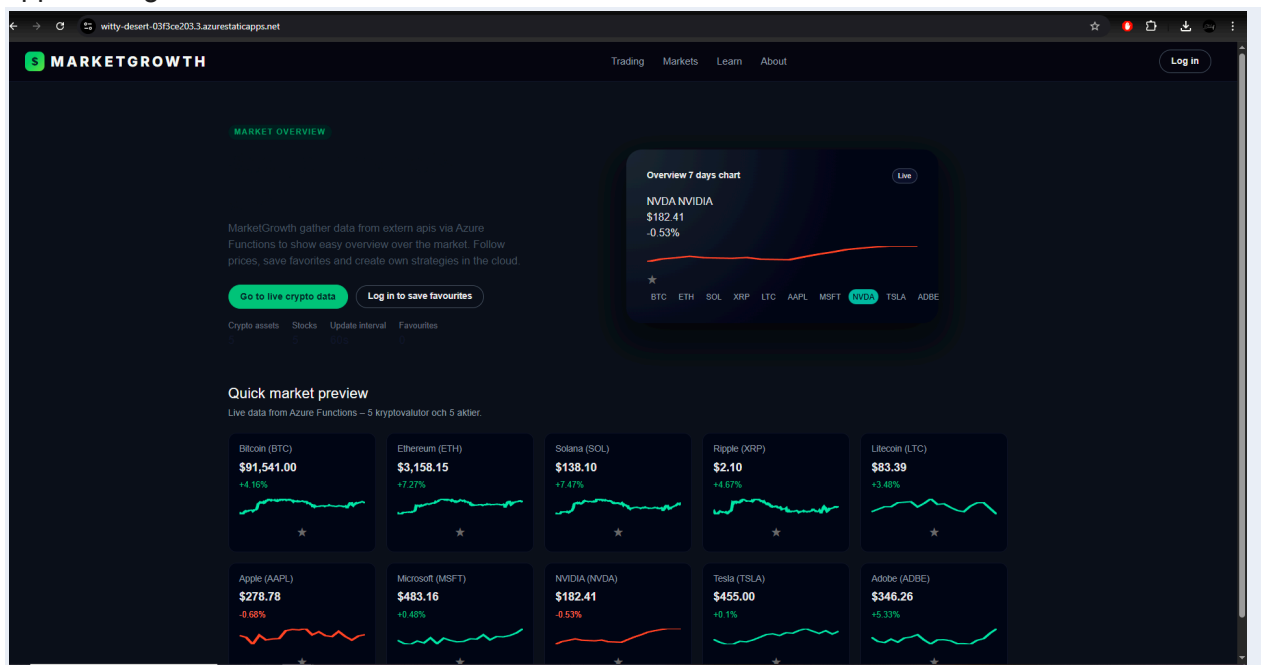 witty-desert-03f3ce203.3.azurestaticapps.net
$ MARKETGROWTH
Trading Markets Learn About
Log in
MARKET OVERVIEW
MarketGrowth gather data from extern apis via Azure
Functions to show easy overview over the market. Follow
prices, save favorites and create own strategies in the cloud.
Go to live crypto data
Log in to save favourites
Crypto assets Stocks Update interval Favourites
Overview 7 days chart
Live
NVDA NVIDIA
$182.41
-0.53%
★
BTC ETH SOL XRP LTC AAPL MSFT NVDA TSLA ADBE
Quick market preview
Live data from Azure Functions – 5 kryptovalutor och 5 aktier.
Bitcoin (BTC)
$91,541.00
+4.16%
★
Ethereum (ETH)
$3,158.15
+7.27%
★
Solana (SOL)
$138.10
+7.47%
★
Ripple (XRP)
$2.10
+4.67%
★
Litecoin (LTC)
$83.39
+3.48%
★
Apple (AAPL)
$278.78
-0.68%
★
Microsoft (MSFT)
$483.16
+0.48%
★
NVIDIA (NVDA)
$182.41
-0.53%
★
Tesla (TSLA)
$455.00
+0.1%
★
Adobe (ADBE)
$346.26
+5.33%
★